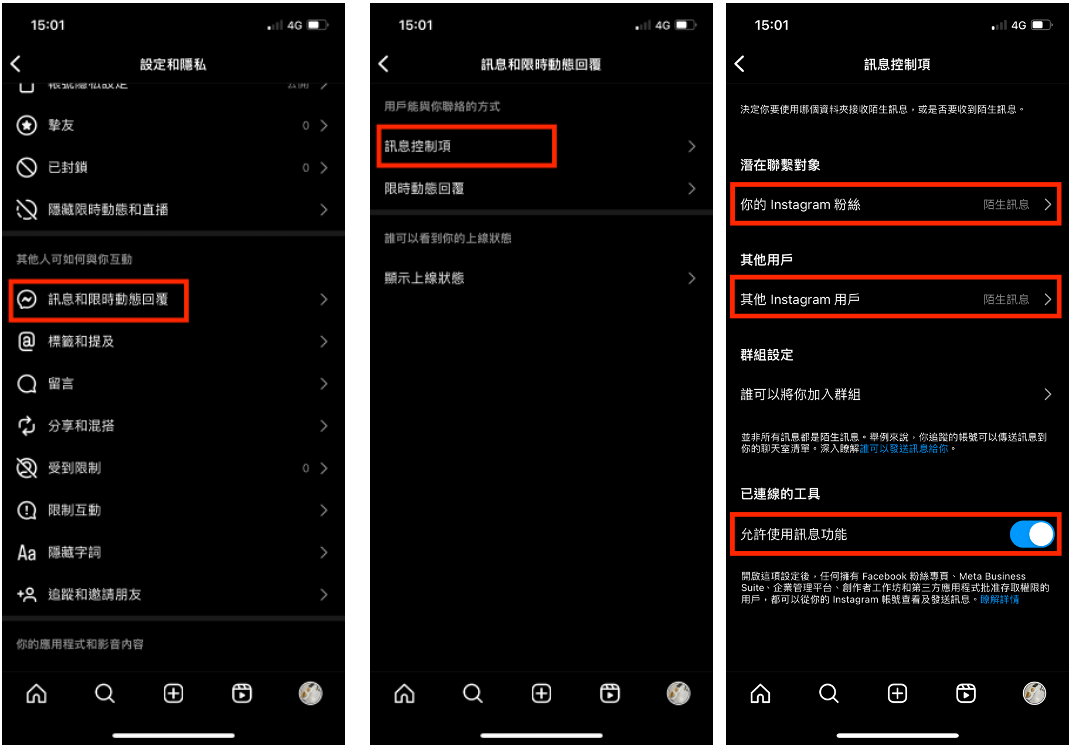 15:01
4G
設定和隱私
帳號隱私設定
公開
摯友
0
已封鎖
0
隱藏限時動態和直播
其他人可如何與你互動
訊息和限時動態回覆
標籤和提及
留言
分享和混搭
受到限制
0
限制互動
Aa 隱藏字詞
追蹤和邀請朋友
你的應用程式和影音內容
15:01
4G
訊息和限時動態回覆
用戶能與你聯絡的方式
訊息控制項
限時動態回覆
誰可以看到你的上線狀態
顯示上線狀態
15:01
4G
訊息控制項
決定你要使用哪個資料夾接收陌生訊息，或是否要收到陌生訊息。
潛在聯繫對象
你的 Instagram 粉絲
陌生訊息
其他用戶
其他 Instagram 用戶
陌生訊息
群組設定
誰可以將你加入群組
並非所有訊息都是陌生訊息。舉例來說，你追蹤的帳號可以傳送訊息到
你的聊天室清單。深入瞭解誰可以發送訊息給你。
已連線的工具
允許使用訊息功能
開啟這項設定後，任何擁有 Facebook 粉絲專頁、Meta Business
Suite、企業管理平台、創作者工作坊和第三方應用程式批准存取權限的
用戶，都可以從你的 Instagram 帳號查看及發送訊息。瞭解詳情